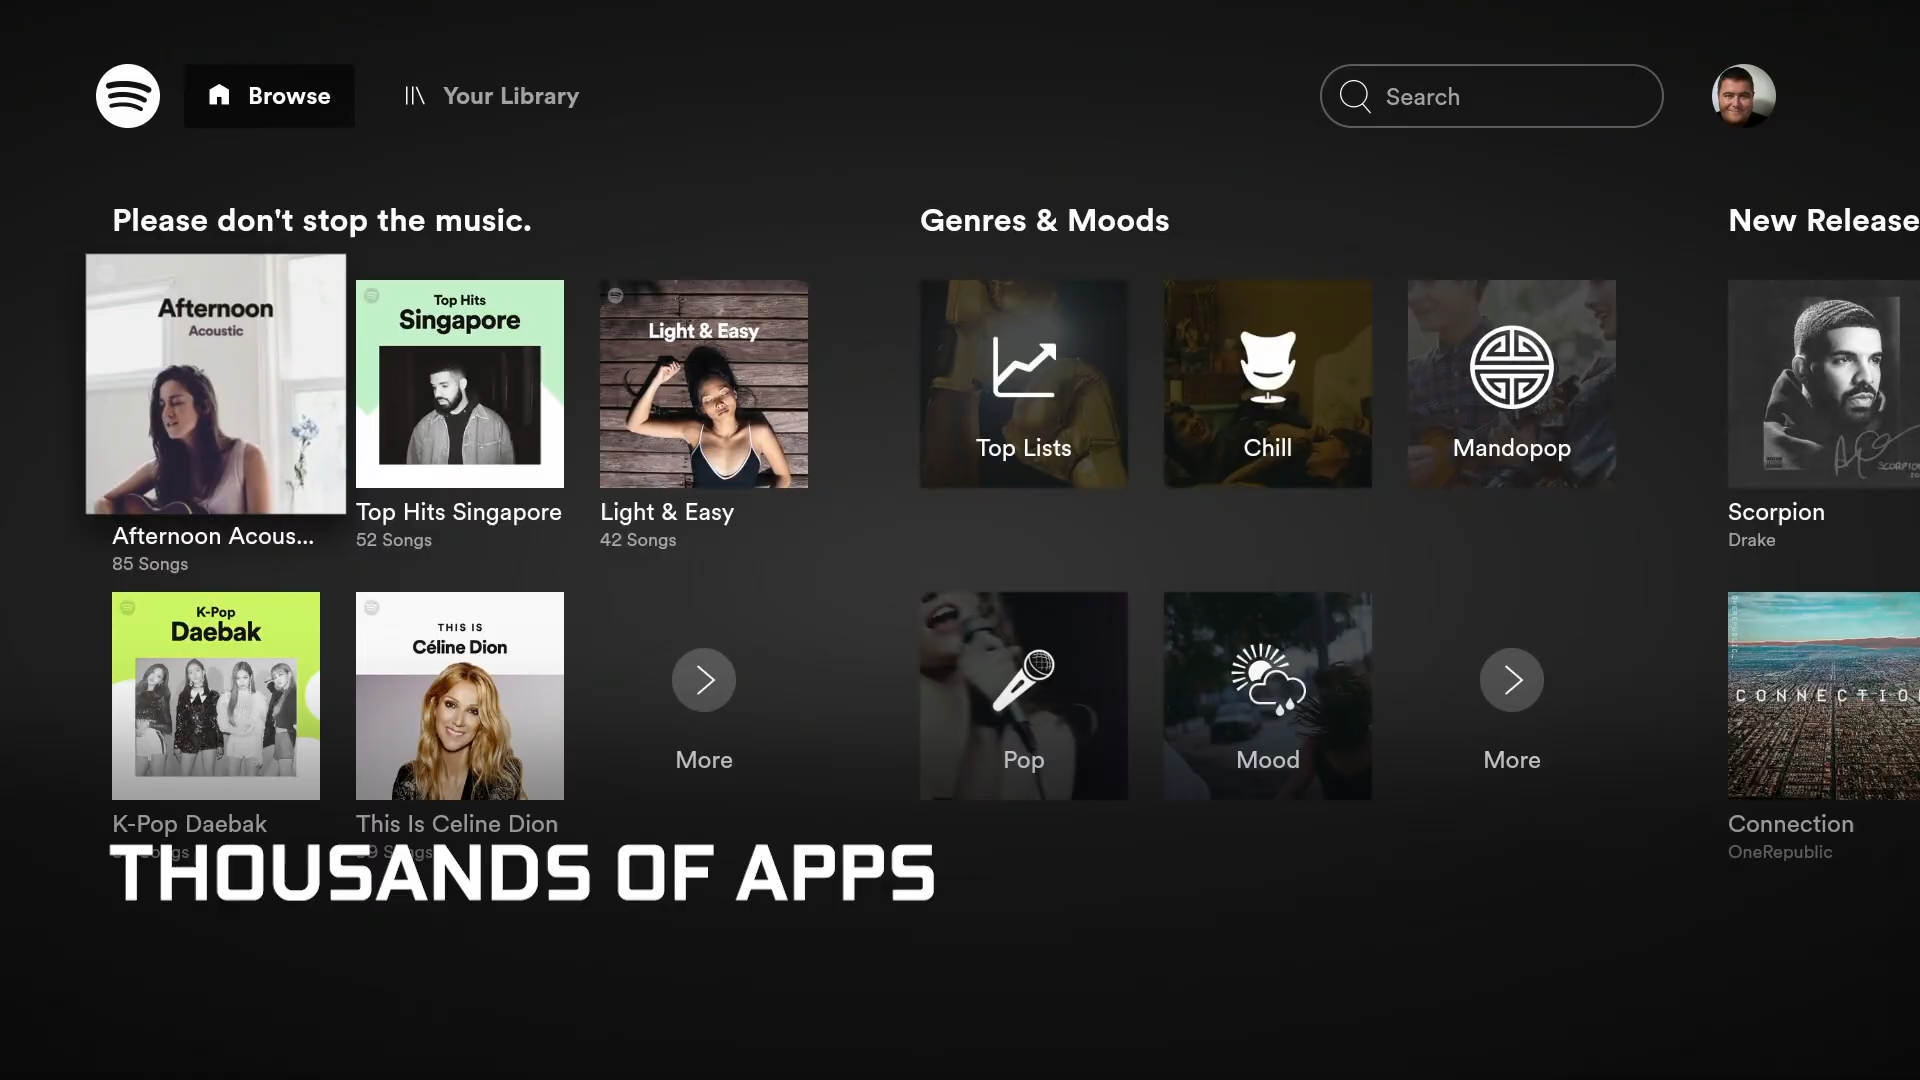 Browse
Your Library
Search
Please don't stop the music.
Genres & Moods
New Release
Afternoon
Acoustic
Top Hits
Singapore
Light & Easy
Top Lists
Chill
Mandopop
Afternoon Acous...
85 Songs
Top Hits Singapore
52 Songs
Light & Easy
42 Songs
Scorpion
Drake
K-Pop
Daebak
THIS IS
Céline Dion
CONNECTIO
More
Pop
Mood
More
K-Pop Daebak
This Is Celine Dion
Connection
OneRepublic
THOUSANDS OF APPS